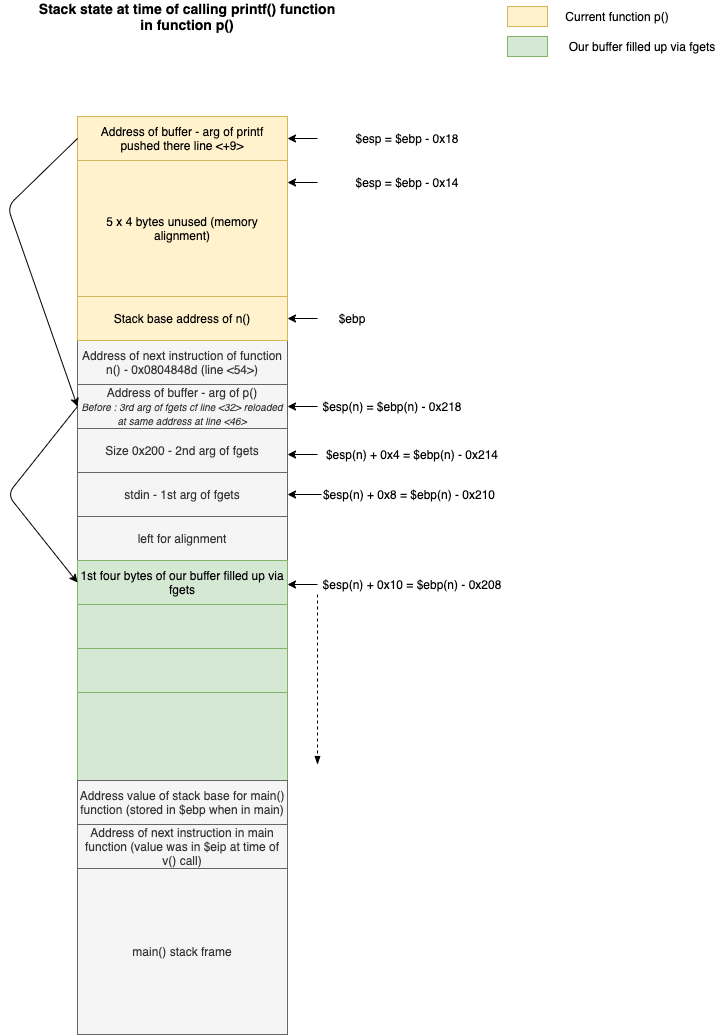 Stack state at time of calling printf() function
in function p()
Current function p()
Our buffer filled up via fgets
Address of buffer - arg of printf
pushed there line <+9>
$esp = $ebp - 0x18
$esp = $ebp - 0x14
5 x 4 bytes unused (memory
alignment)
Stack base address of n()
$ebp
Address of next instruction of function
n() - 0x0804848d (line <54>)
Address of buffer - arg of p()
Before : 3rd arg of fgets cf line <32> reloaded
at same address at line <46>
$esp(n) = $ebp(n) - 0x218
Size 0x200 - 2nd arg of fgets
$esp(n) + 0x4 = $ebp(n) - 0x214
stdin - 1st arg of fgets
$esp(n) + 0x8 = $ebp(n) - 0x210
left for alignment
1st four bytes of our buffer filled up via
fgets
$esp(n) + 0x10 = $ebp(n) - 0x208
Address value of stack base for main()
function (stored in $ebp when in main)
Address of next instruction in main
function (value was in $eip at time of
v() call)
main() stack frame